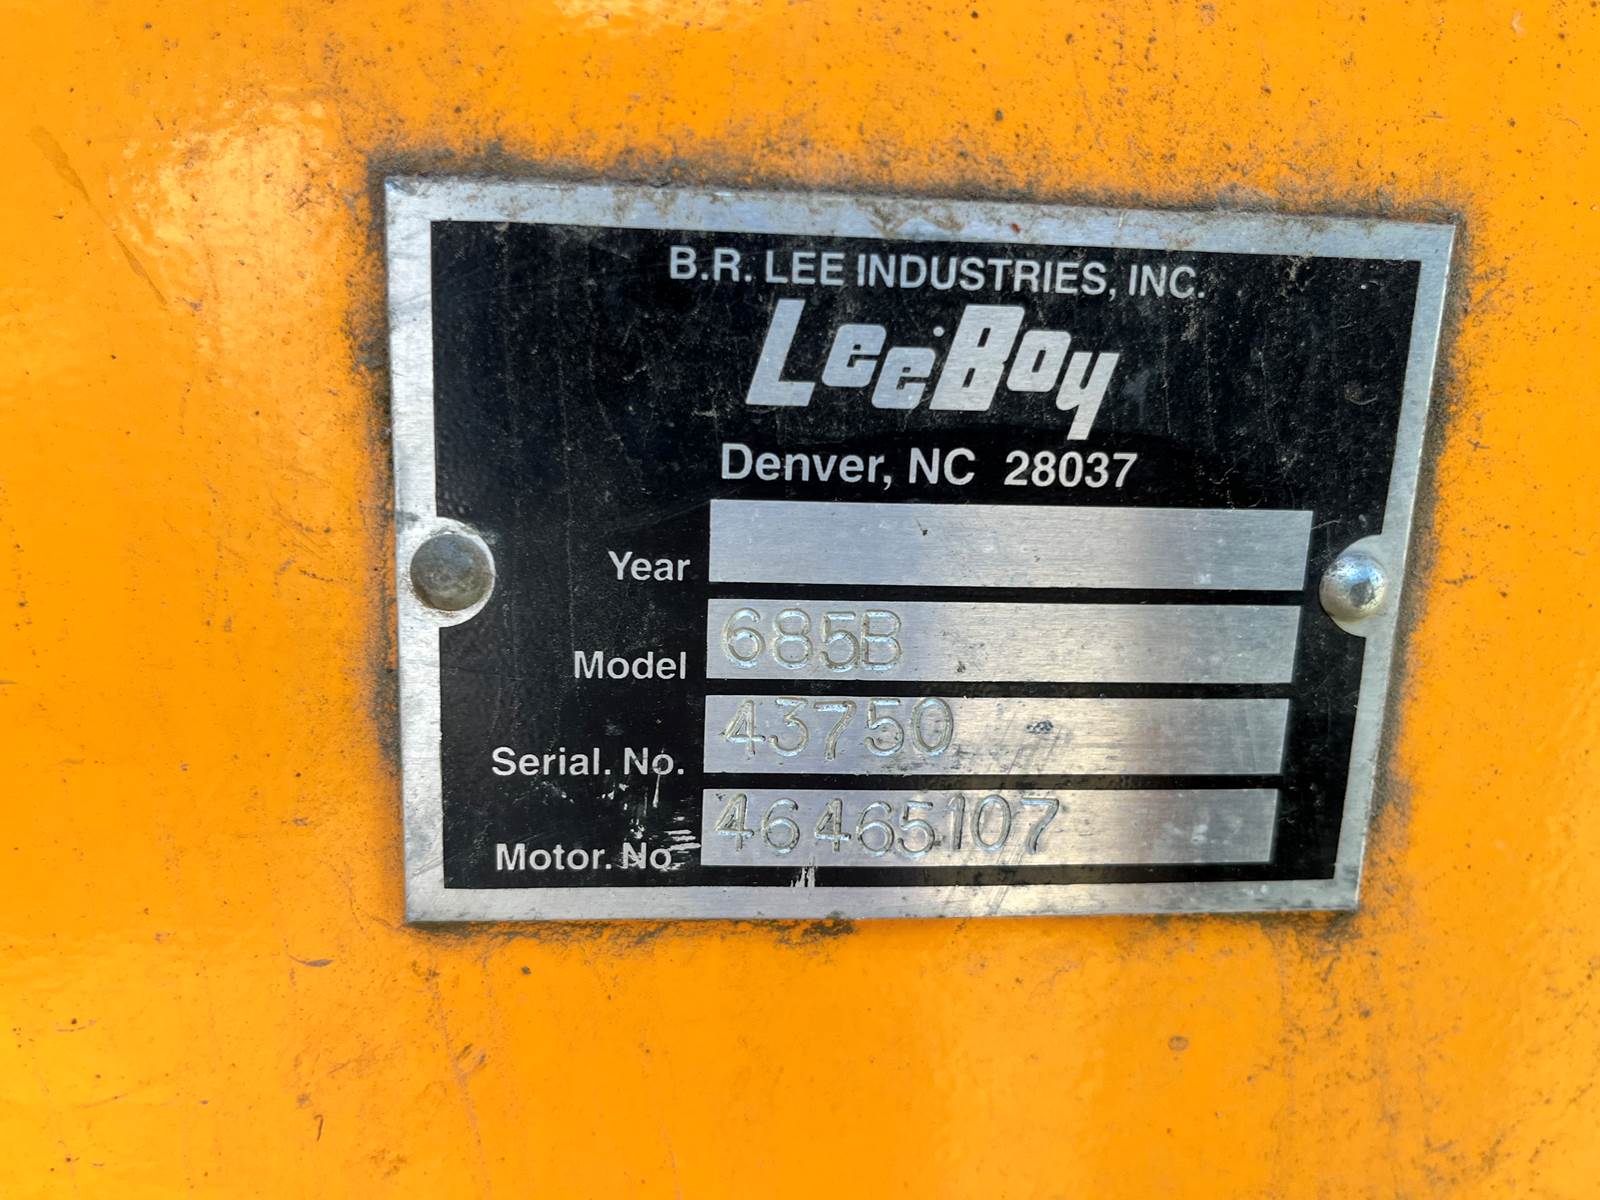 B.R. LEE INDUSTRIES, INC.
LeeBoy
Denver, NC 28037
Year
Model 685B
Serial. No. 43750
Motor. No 46465107